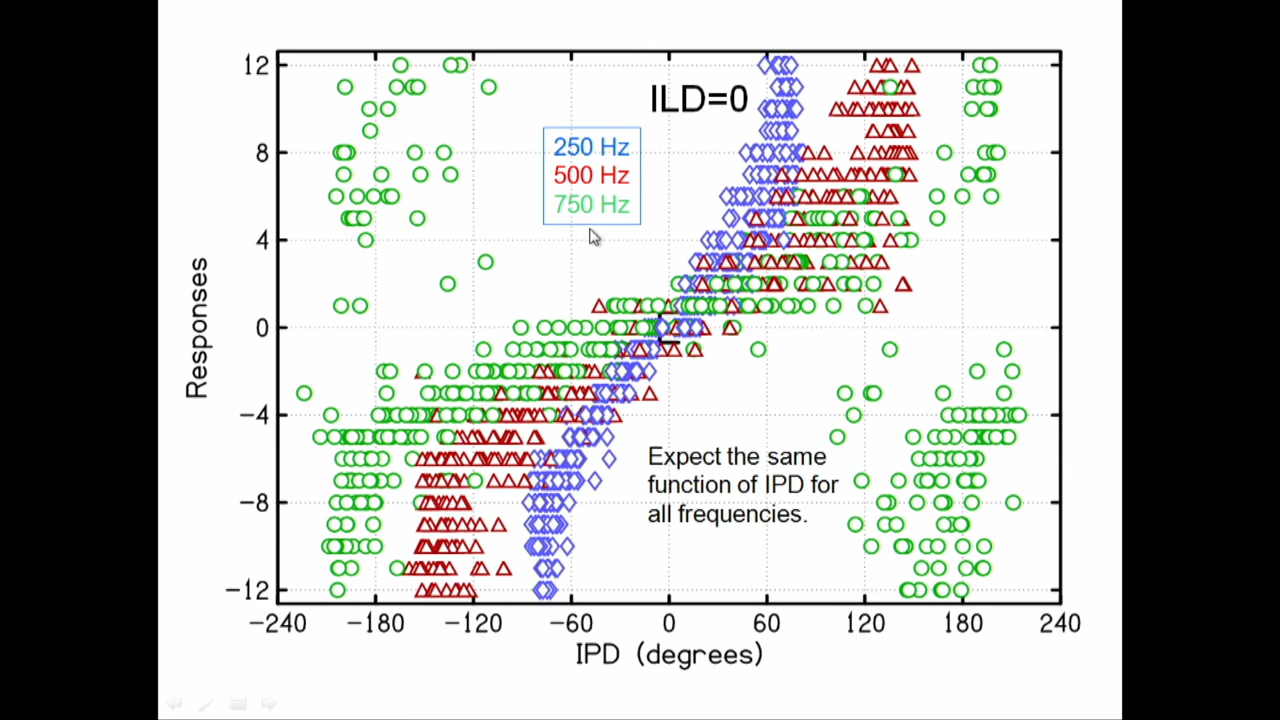 ILD=0
250 Hz
500 Hz
750 Hz
Expect the same
function of IPD for
all frequencies.
Responses
12
8
4
0
−4
−8
−12
−240 −180 −120 −60 0 60 120 180 240
IPD (degrees)